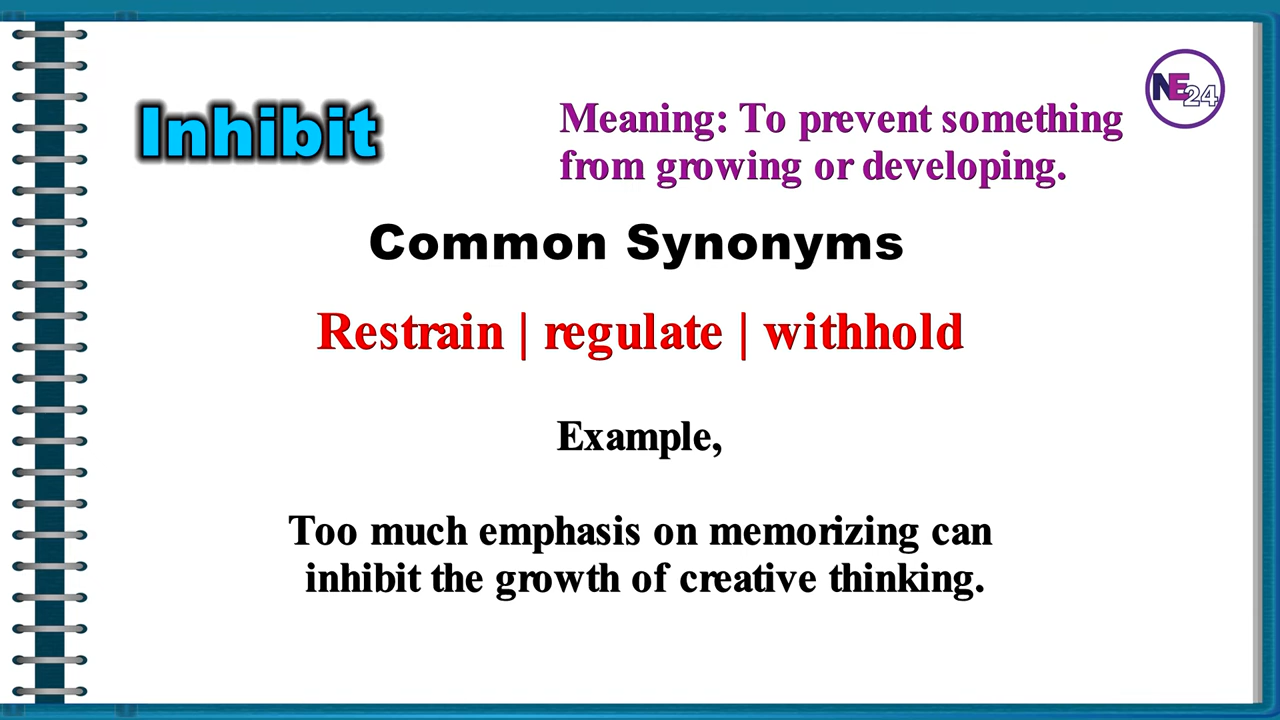 Inhibit
Meaning: To prevent something
from growing or developing.
NE24
Common Synonyms
Restrain | regulate | withhold
Example,
Too much emphasis on memorizing can
inhibit the growth of creative thinking.